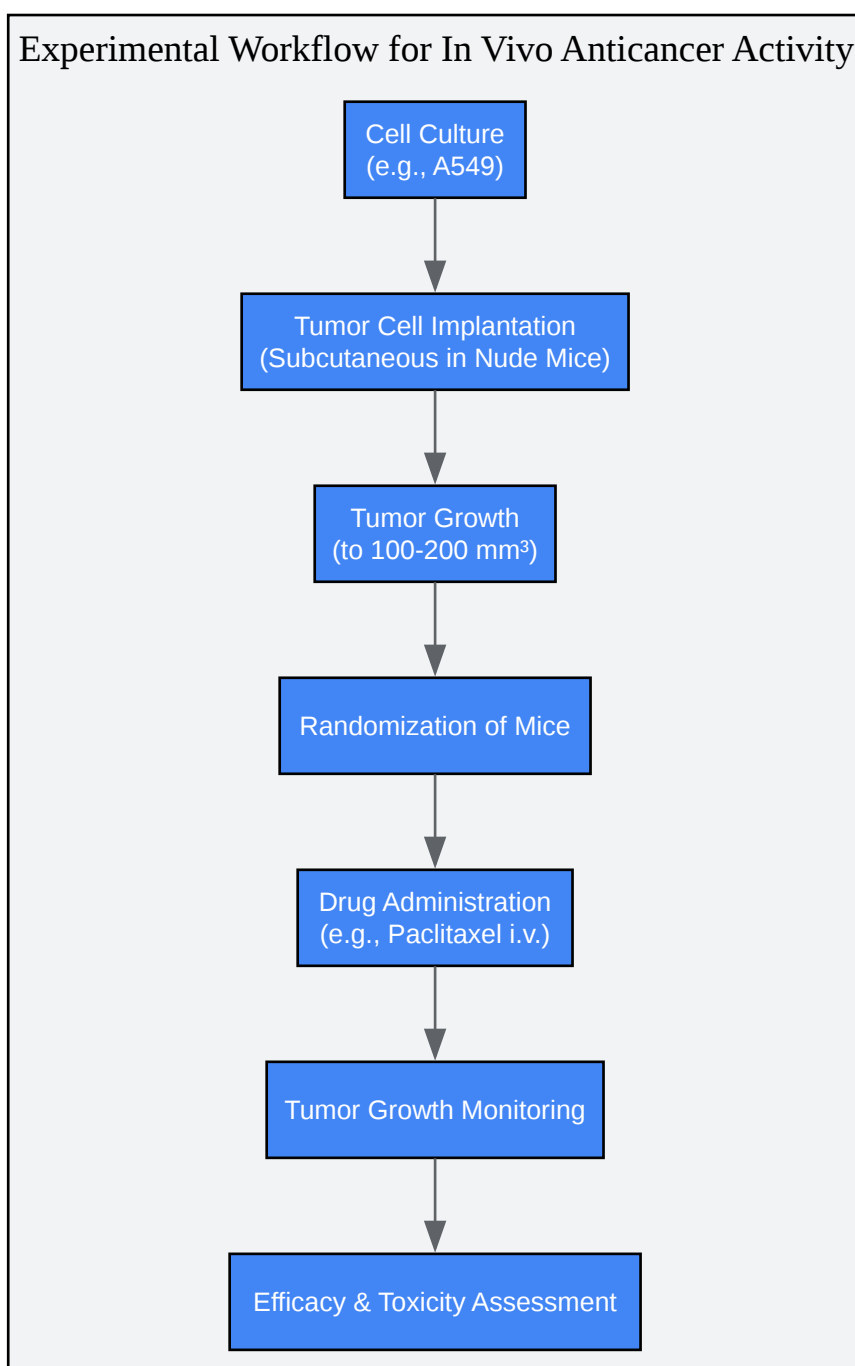 Experimental Workflow for In Vivo Anticancer Activity
Cell Culture
(e.g., A549)
Tumor Cell Implantation
(Subcutaneous in Nude Mice)
Tumor Growth
(to 100-200 mm³)
Randomization of Mice
Drug Administration
(e.g., Paclitaxel i.v.)
Tumor Growth Monitoring
Efficacy & Toxicity Assessment